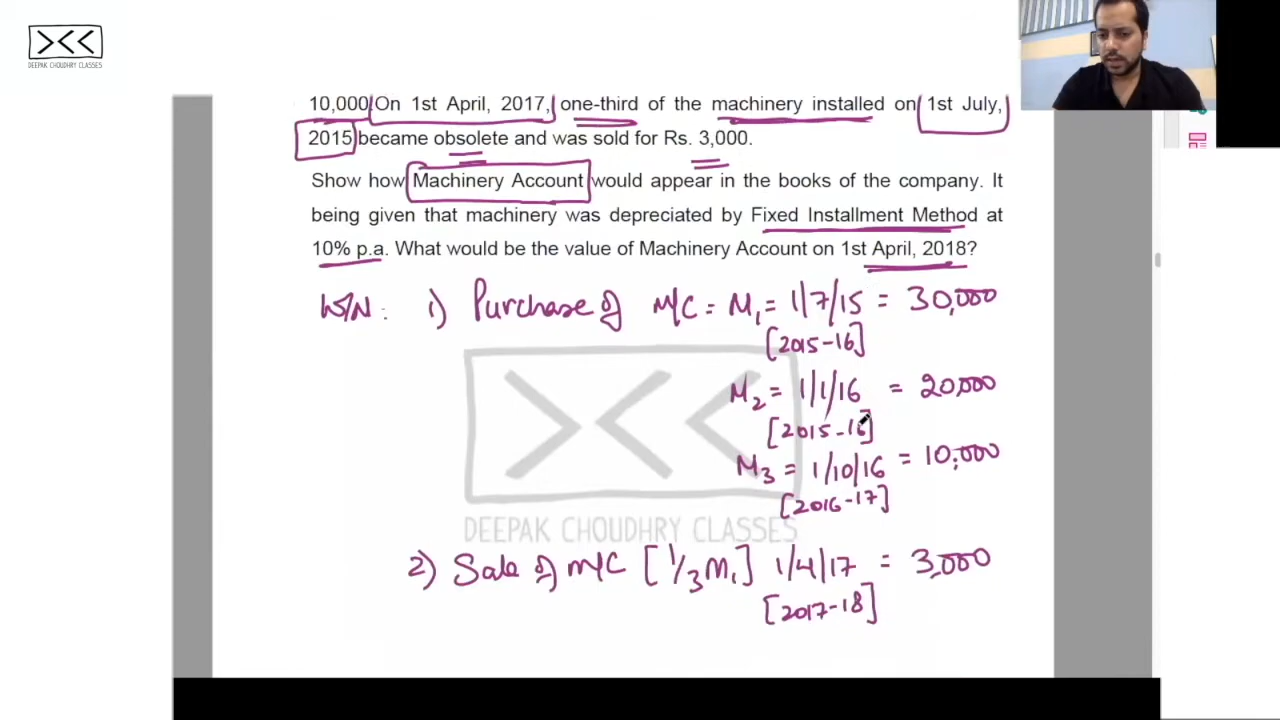 DEEPAK CHOUDHRY CLASSES
10,000 On 1st April, 2017, one-third of the machinery installed on 1st July,
2015 became obsolete and was sold for Rs. 3,000.
Show how Machinery Account would appear in the books of the company. It
being given that machinery was depreciated by Fixed Installment Method at
10% p.a. What would be the value of Machinery Account on 1st April, 2018?
W/N: 1) Purchase of M/C = M1 = 1/7/15 = 30,000
[2015-16]
M2 = 1/1/16 = 20,000
[2015-16]
M3 = 1/10/16 = 10,000
[2016-17]
DEEPAK CHOUDHRY CLASSES
2) Sale of M/C [1/3 M1] 1/4/17 = 3,000
[2017-18]